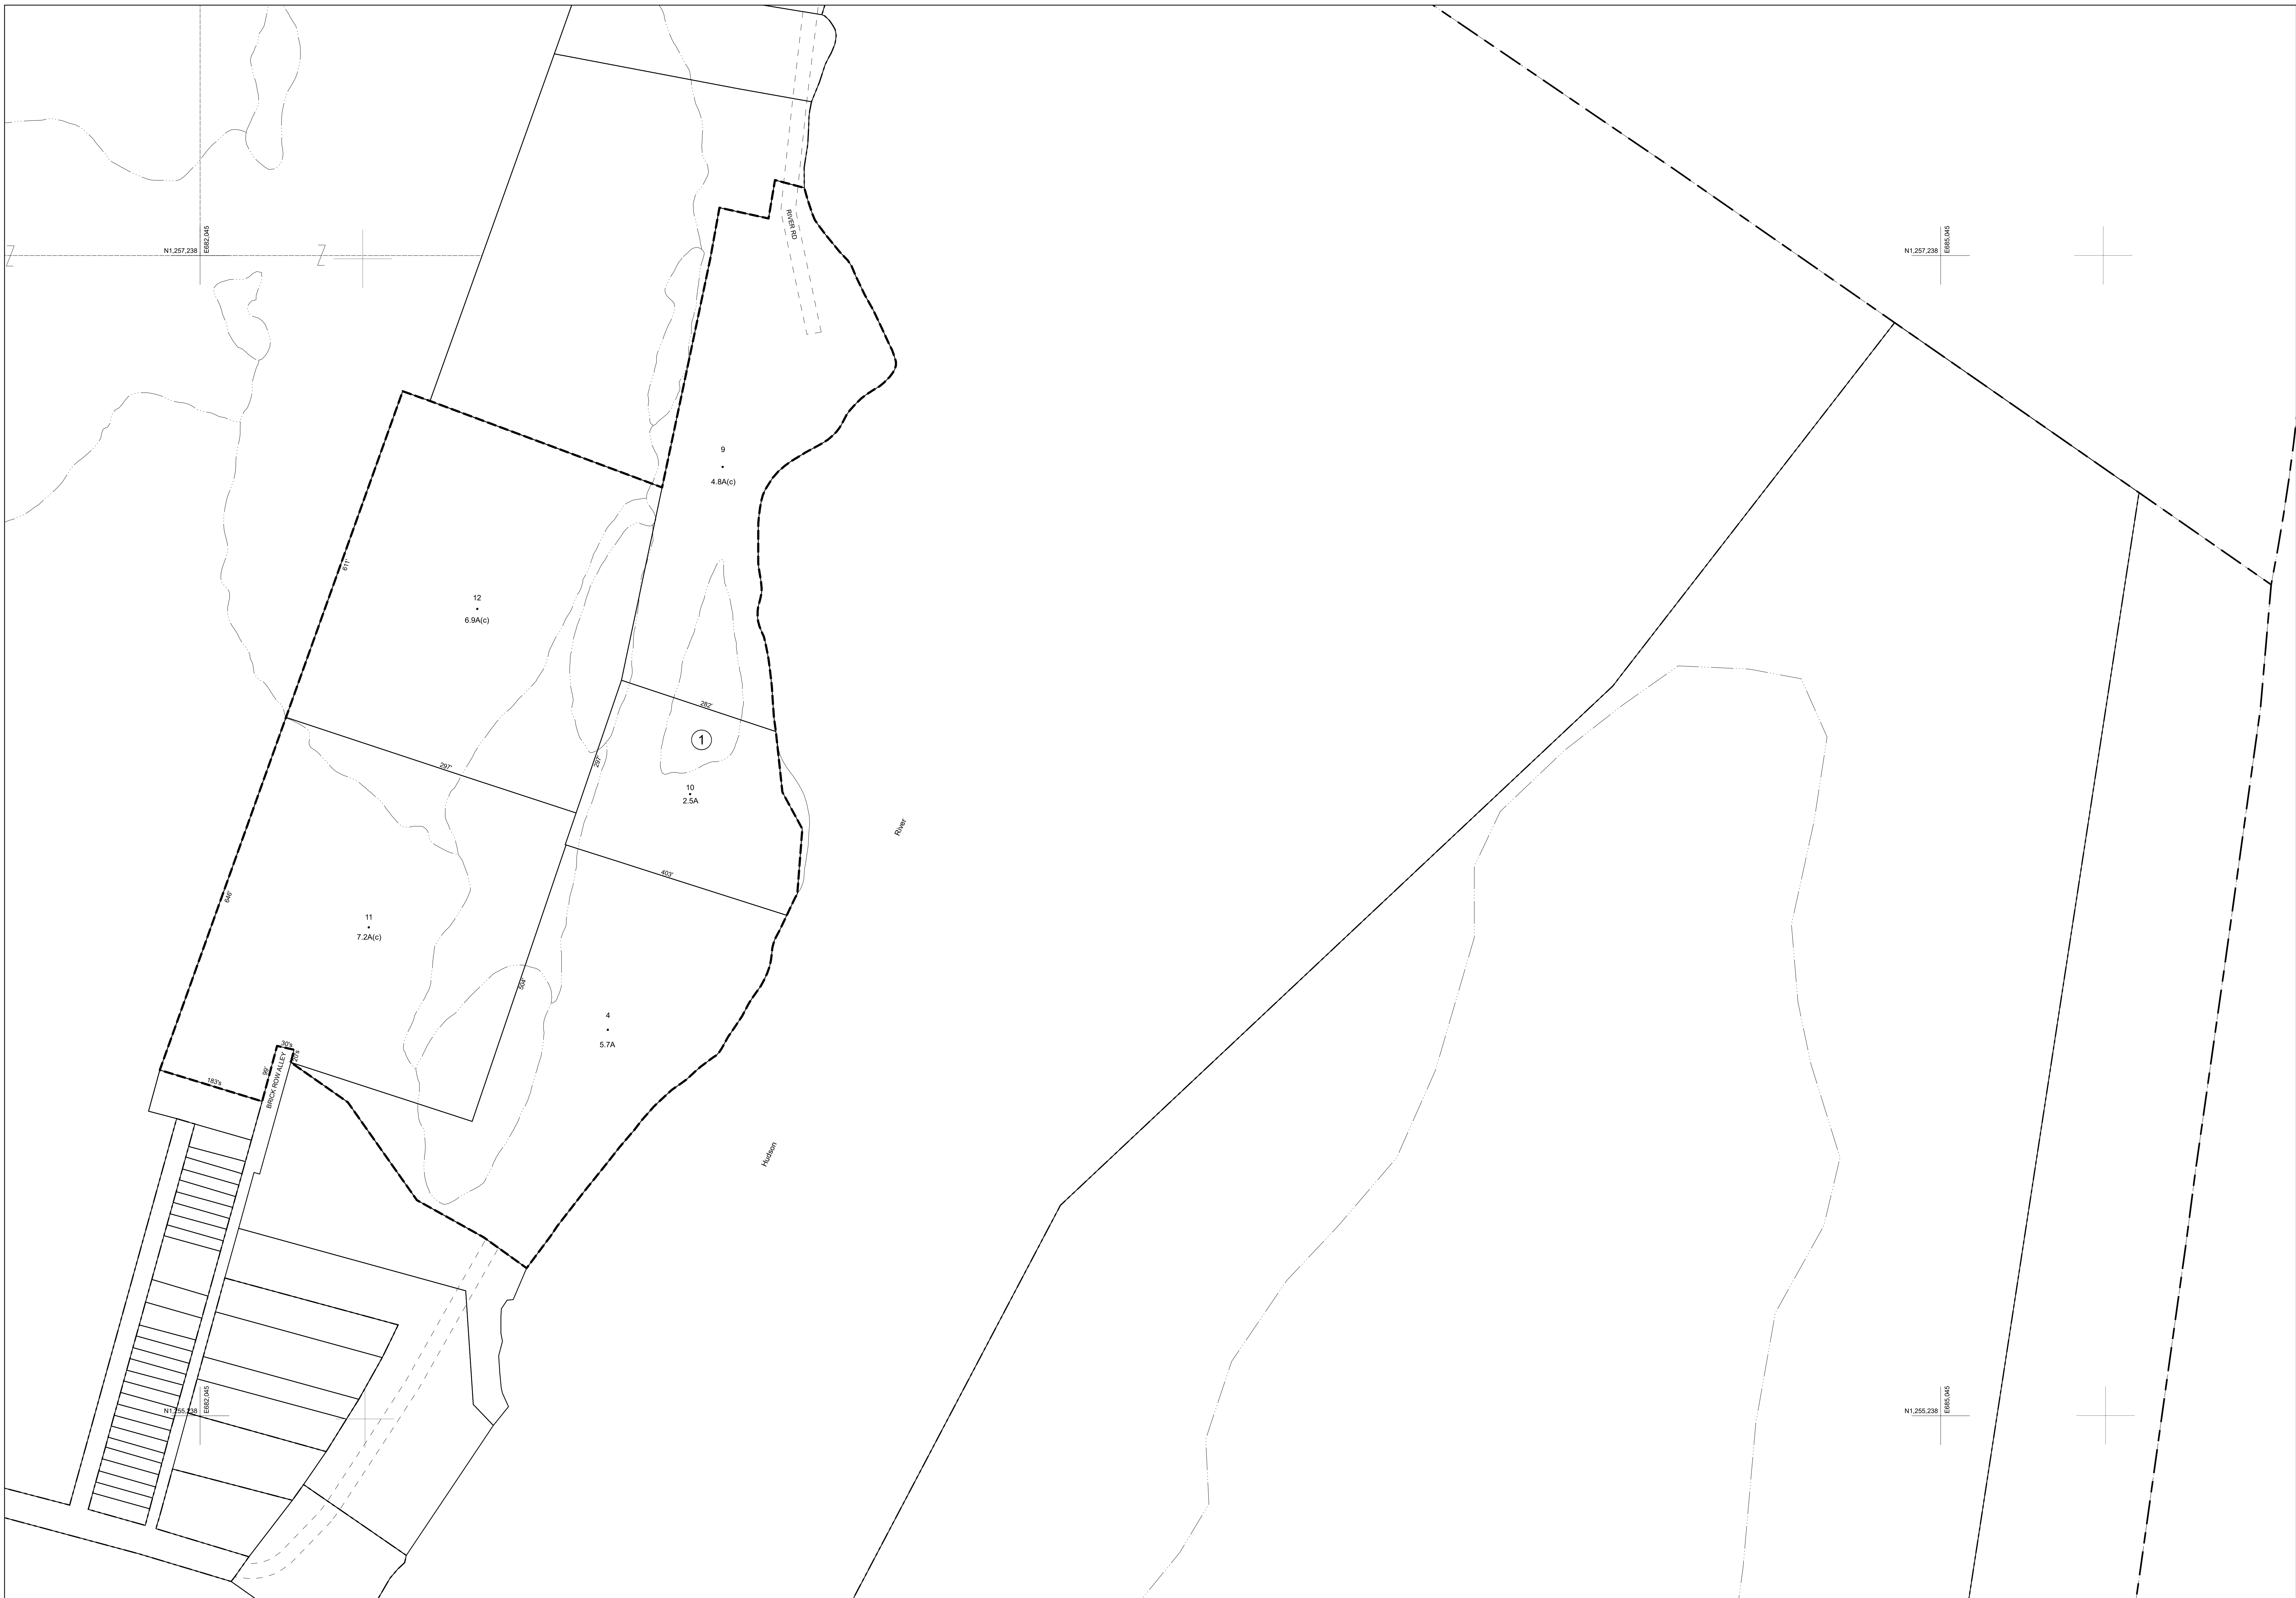 RIVER RD
N1,257,238
E682,045
N1,257,238
E685,045
9
4.8A(c)
611'
12
6.9A(c)
282'
1
297'
297'
10
2.5A
River
403'
646'
11
7.2A(c)
504'
4
5.7A
30's
20's
99'
BRICK ROW ALLEY
183's
Hudson
N1,255,238
E682,045
N1,255,238
E685,045